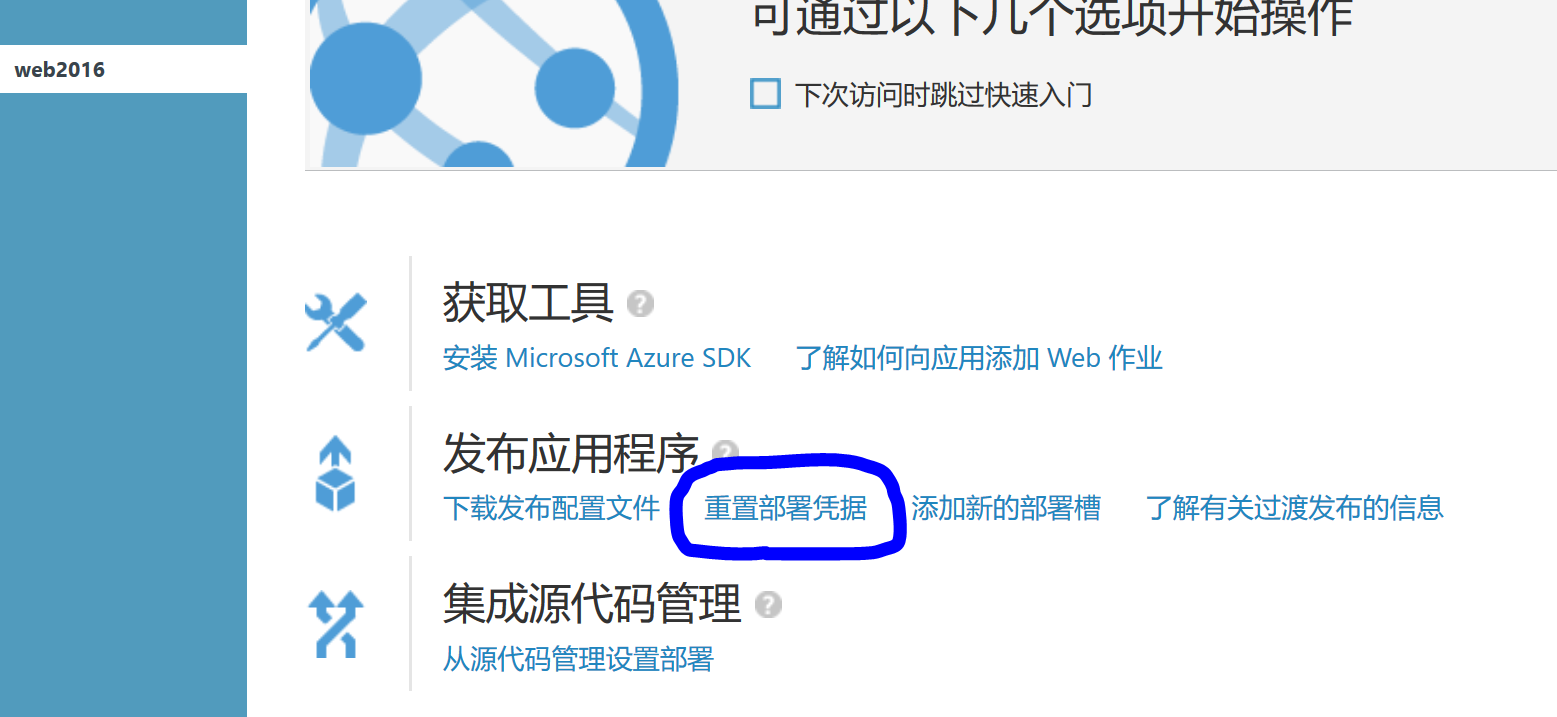 可通过以下几个选项开始操作
web2016
下次访问时跳过快速入门
获取工具 ?
安装 Microsoft Azure SDK 了解如何向应用添加 Web 作业
发布应用程序 ?
下载发布配置文件 重置部署凭据 添加新的部署槽 了解有关过渡发布的信息
集成源代码管理 ?
从源代码管理设置部署